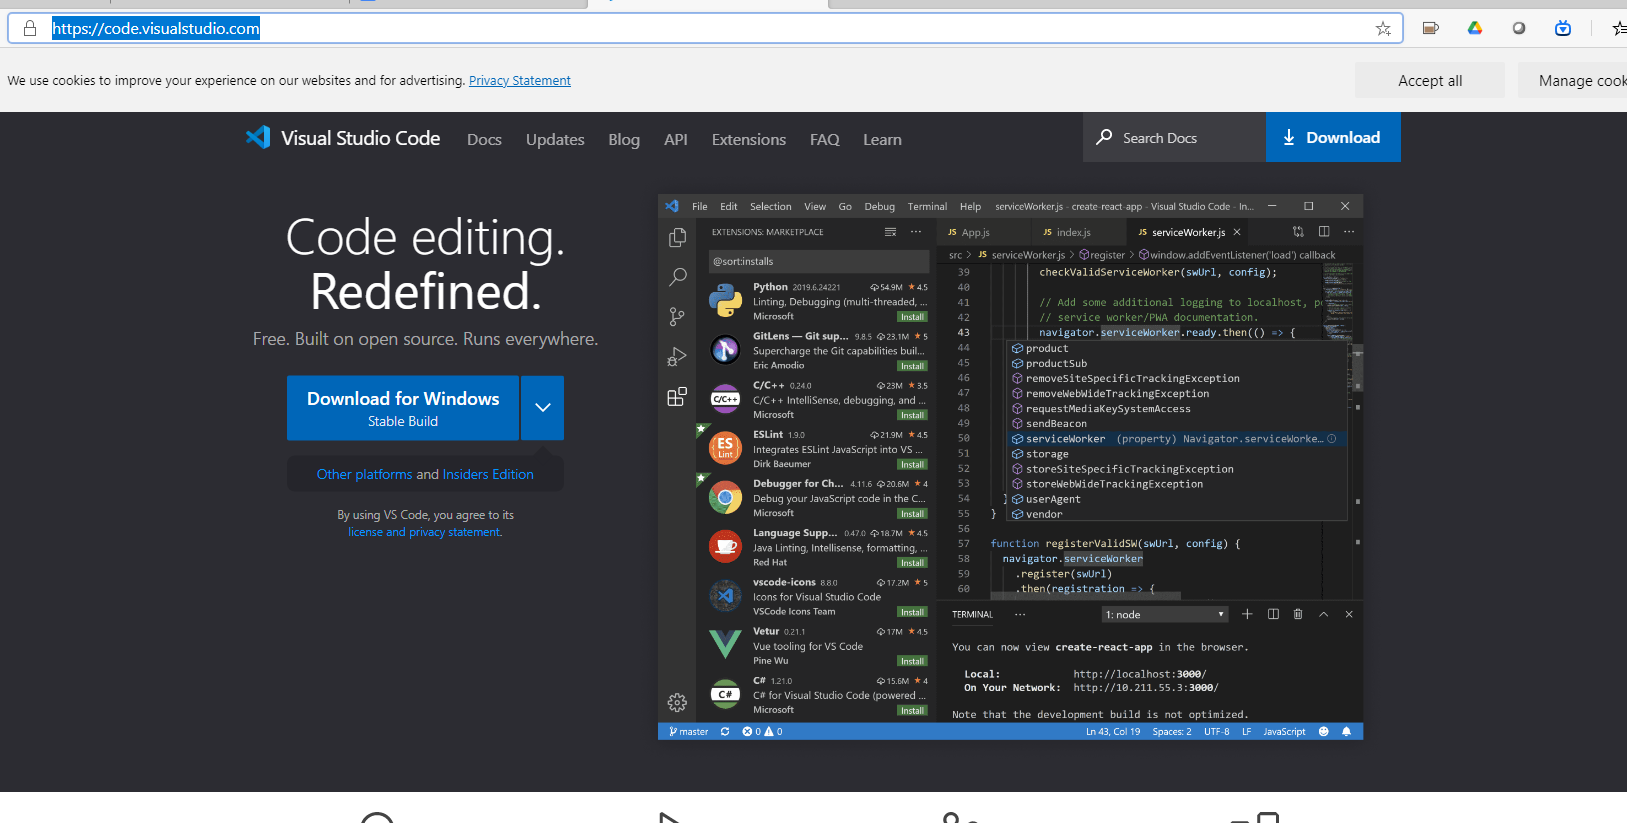 https://code.visualstudio.com
We use cookies to improve your experience on our websites and for advertising. Privacy Statement
Accept all
Manage cook
Visual Studio Code
Docs
Updates
Blog
API
Extensions
FAQ
Learn
Search Docs
Download
Code editing.
Redefined.
Free. Built on open source. Runs everywhere.
Download for Windows
Stable Build
Other platforms and Insiders Edition
By using VS Code, you agree to its
license and privacy statement.
File Edit Selection View Go Debug Terminal Help serviceWorker.js - create-react-app - Visual Studio Code - In...
EXTENSIONS: MARKETPLACE
@sort:installs
Python 2019.6.24221 54.9M ★ 4.5
Linting, Debugging (multi-threaded, ...
Microsoft Install
GitLens — Git sup... 9.8.5 23.1M ★ 5
Supercharge the Git capabilities buil...
Eric Amodio Install
C/C++ C/C++ 0.24.0 23M ★ 3.5
C/C++ IntelliSense, debugging, and ...
Microsoft Install
ES Lint ESLint 1.9.0 21.9M ★ 4.5
Integrates ESLint JavaScript into VS ...
Dirk Baeumer Install
Debugger for Ch... 4.11.6 20.6M ★ 4
Debug your JavaScript code in the C...
Microsoft Install
Language Supp... 0.47.0 18.7M ★ 4.5
Java Linting, Intellisense, formatting, ...
Red Hat Install
vscode-icons 8.8.0 17.2M ★ 5
Icons for Visual Studio Code
VSCode Icons Team Install
Vetur 0.21.1 17M ★ 4.5
Vue tooling for VS Code
Pine Wu Install
C# C# 1.21.0 15.6M ★ 4
C# for Visual Studio Code (powered ...
Microsoft Install
JS App.js JS index.js JS serviceWorker.js
src > JS serviceWorker.js > register > window.addEventListener('load') callback
39 checkValidServiceWorker(swUrl, config);
40
41 // Add some additional logging to localhost, p
42 // service worker/PWA documentation.
43 navigator.serviceWorker.ready.then(() => {
44 product
45 productSub
46 removeSiteSpecificTrackingException
47 removeWebWideTrackingException
48 requestMediaKeySystemAccess
49 sendBeacon
50 serviceWorker (property) Navigator.serviceWorke...
51 storage
52 storeSiteSpecificTrackingException
53 storeWebWideTrackingException
54 } userAgent
55 } vendor
56
57 function registerValidSW(swUrl, config) {
58 navigator.serviceWorker
59 .register(swUrl)
60 .then(registration => {
TERMINAL ... 1: node
You can now view create-react-app in the browser.
Local: http://localhost:3000/
On Your Network: http://10.211.55.3:3000/
Note that the development build is not optimized.
master 0 0 Ln 43, Col 19 Spaces: 2 UTF-8 LF JavaScript